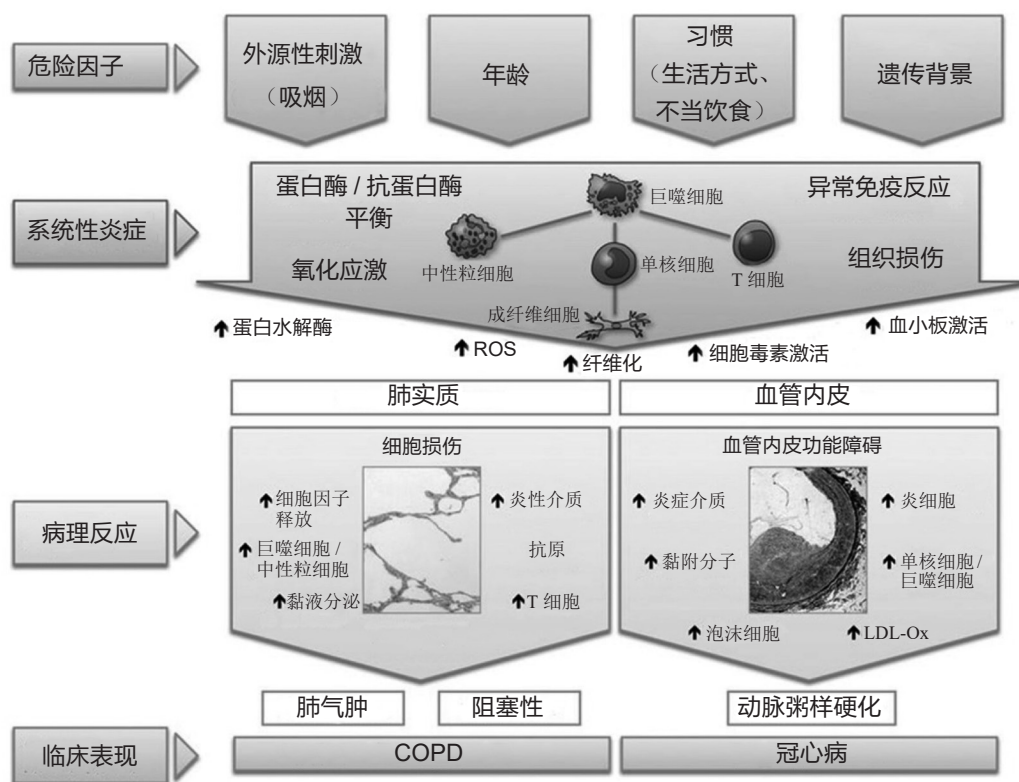 危险因子
外源性刺激
（吸烟）
年龄
习惯
（生活方式、
不当饮食）
遗传背景
系统性炎症
蛋白酶 / 抗蛋白酶
平衡
氧化应激
巨噬细胞
中性粒细胞
单核细胞
T 细胞
成纤维细胞
异常免疫反应
组织损伤
蛋白水解酶
ROS
纤维化
细胞毒素激活
血小板激活
肺实质
血管内皮
病理反应
细胞损伤
细胞因子
释放
巨噬细胞 /
中性粒细胞
黏液分泌
炎性介质
抗原
T 细胞
血管内皮功能障碍
炎症介质
黏附分子
泡沫细胞
炎细胞
单核细胞/
巨噬细胞
LDL-Ox
临床表现
肺气肿
阻塞性
动脉粥样硬化
COPD
冠心病